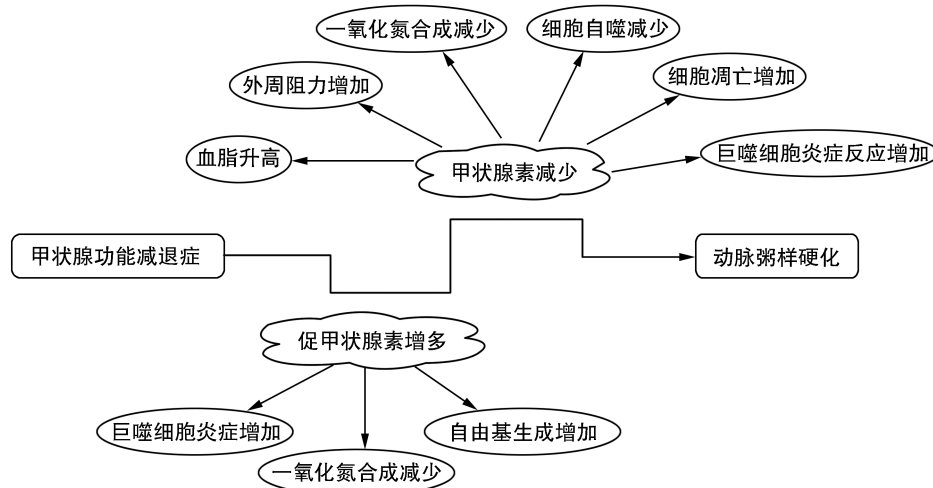 一氧化氮合成减少
细胞自噬减少
外周阻力增加
细胞凋亡增加
血脂升高
甲状腺素减少
巨噬细胞炎症反应增加
甲状腺功能减退症
动脉粥样硬化
促甲状腺素增多
巨噬细胞炎症增加
自由基生成增加
一氧化氮合成减少